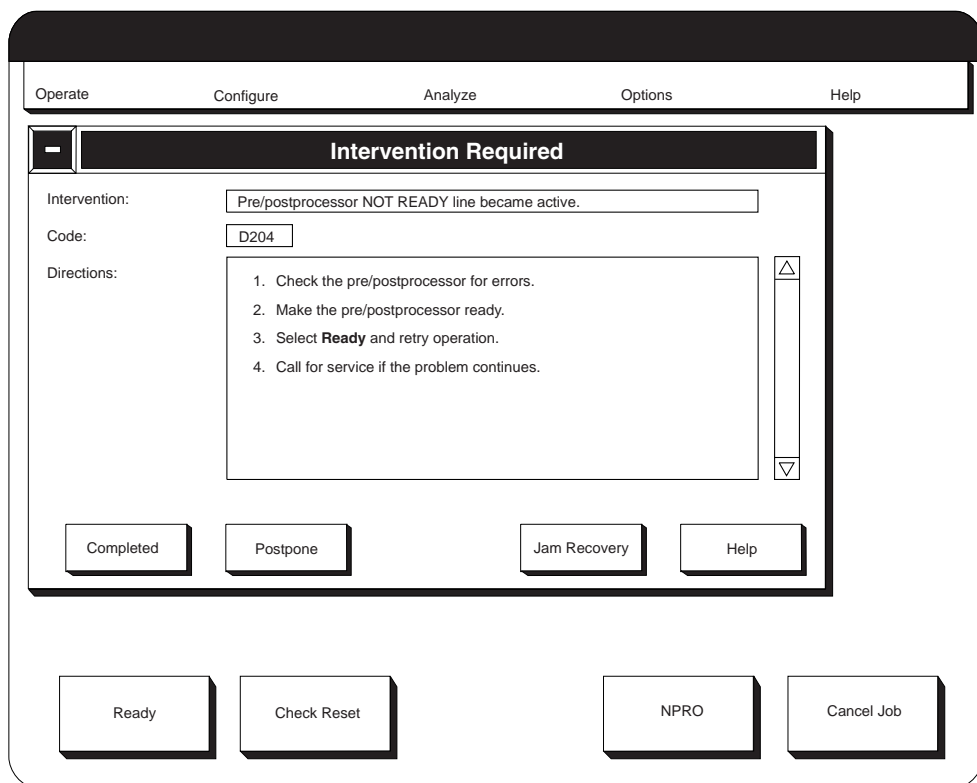 Operate Configure Analyze Options Help
Intervention Required
Intervention: Pre/postprocessor NOT READY line became active.
Code: D204
Directions:
1. Check the pre/postprocessor for errors.
2. Make the pre/postprocessor ready.
3. Select Ready and retry operation.
4. Call for service if the problem continues.
Completed Postpone Jam Recovery Help
Ready Check Reset NPRO Cancel Job